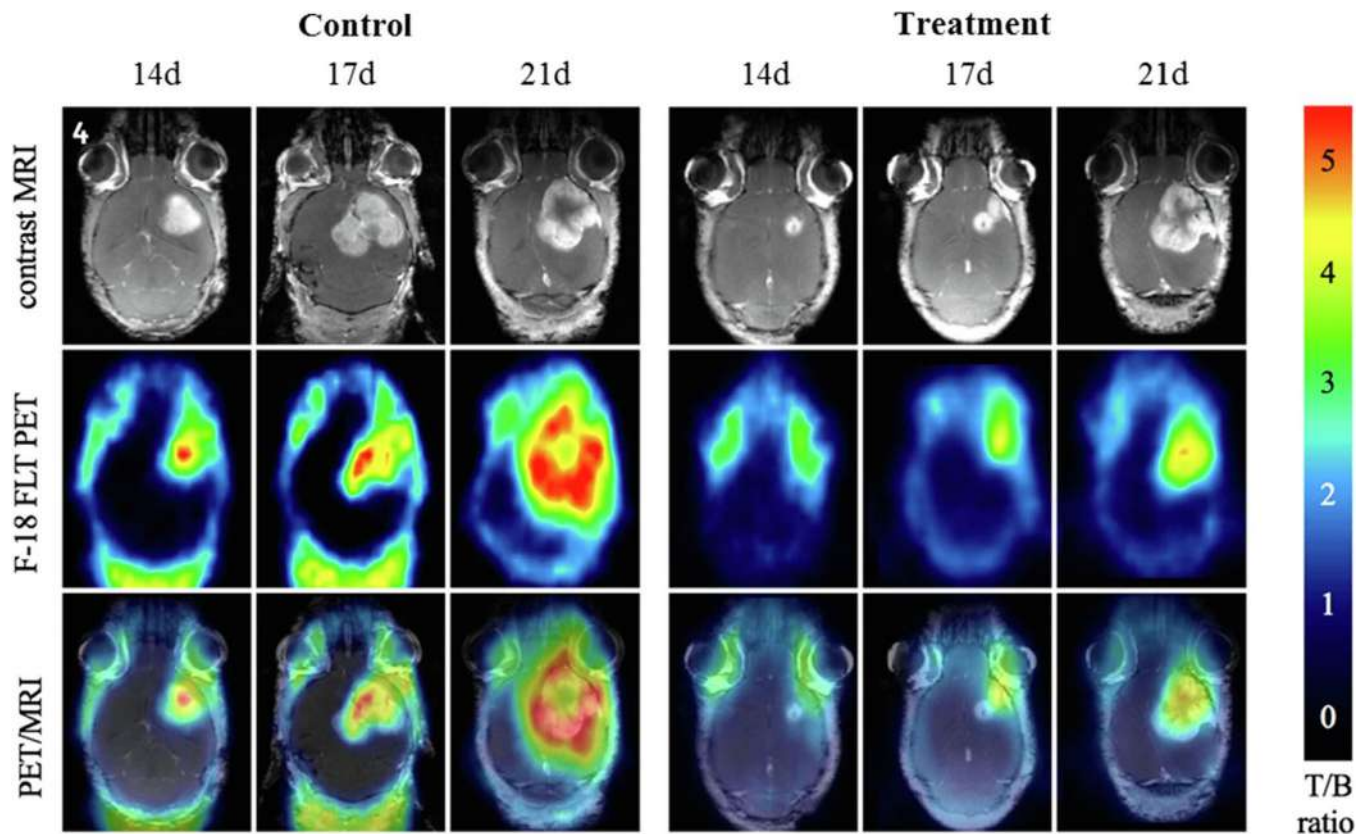 Control
Treatment
14d
17d
21d
14d
17d
21d
4
contrast MRI
F-18 FLT PET
PET/MRI
5
4
3
2
1
0
T/B
ratio